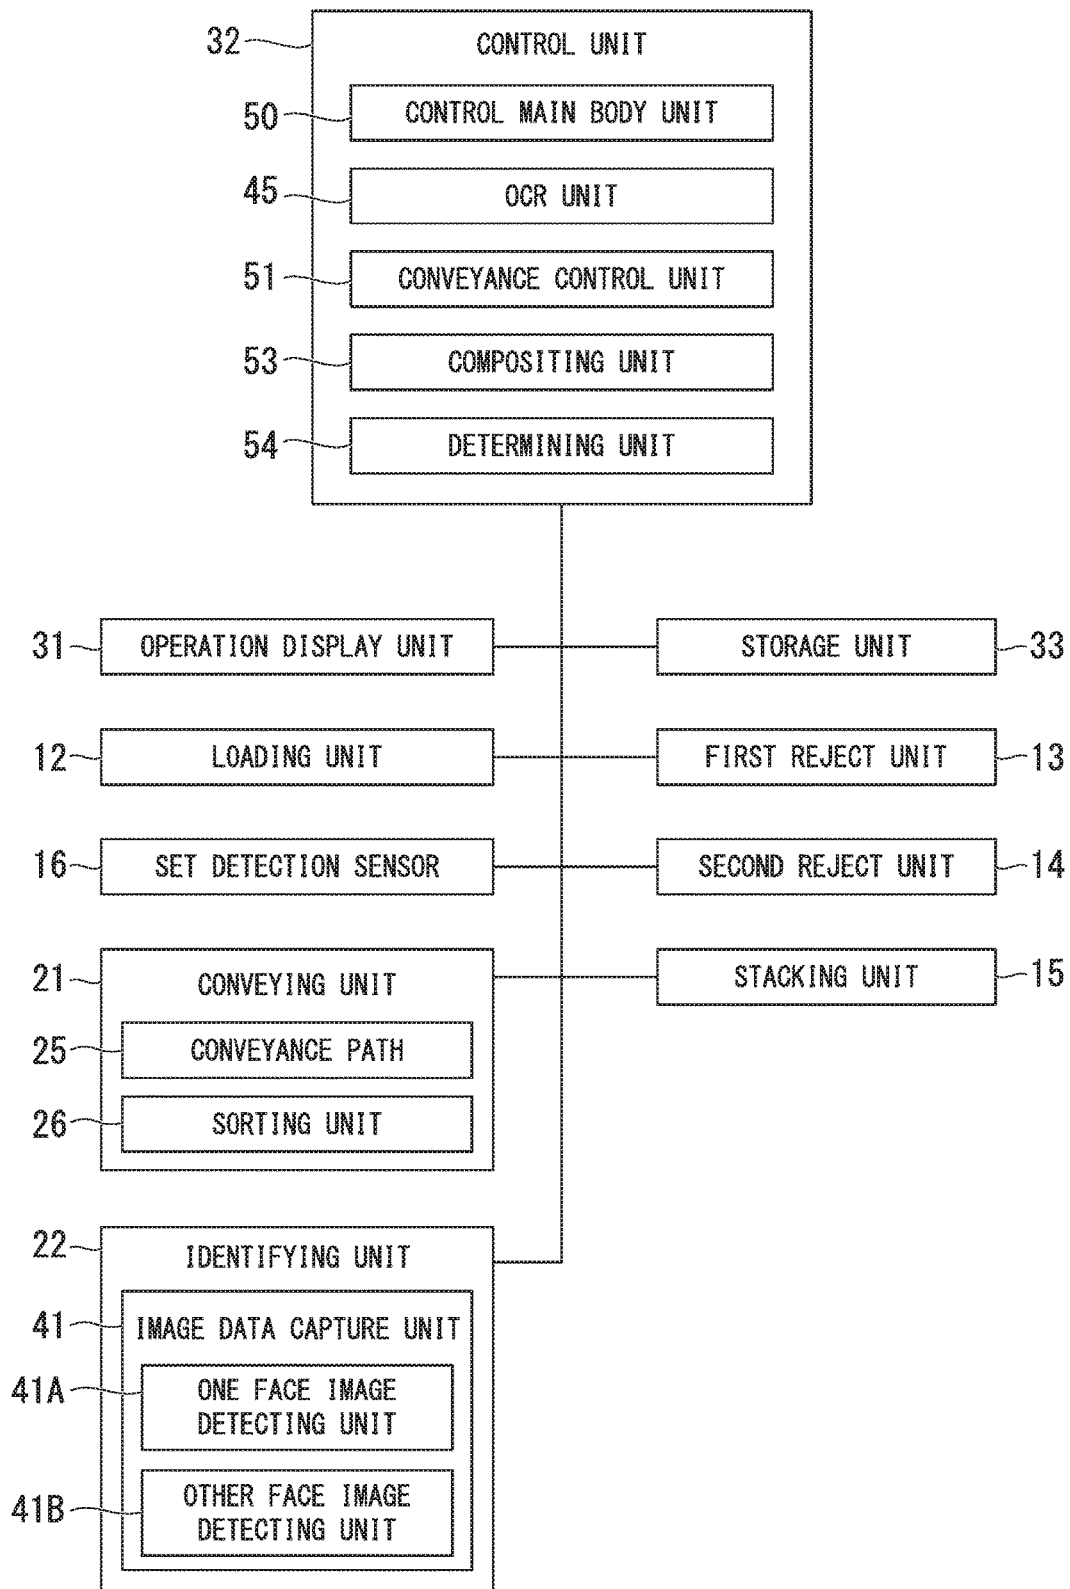 32 CONTROL UNIT
50 CONTROL MAIN BODY UNIT
45 OCR UNIT
51 CONVEYANCE CONTROL UNIT
53 COMPOSITING UNIT
54 DETERMINING UNIT
31 OPERATION DISPLAY UNIT STORAGE UNIT 33
12 LOADING UNIT FIRST REJECT UNIT 13
16 SET DETECTION SENSOR SECOND REJECT UNIT 14
21 CONVEYING UNIT STACKING UNIT 15
25 CONVEYANCE PATH
26 SORTING UNIT
22 IDENTIFYING UNIT
41 IMAGE DATA CAPTURE UNIT
41A ONE FACE IMAGE
DETECTING UNIT
41B OTHER FACE IMAGE
DETECTING UNIT